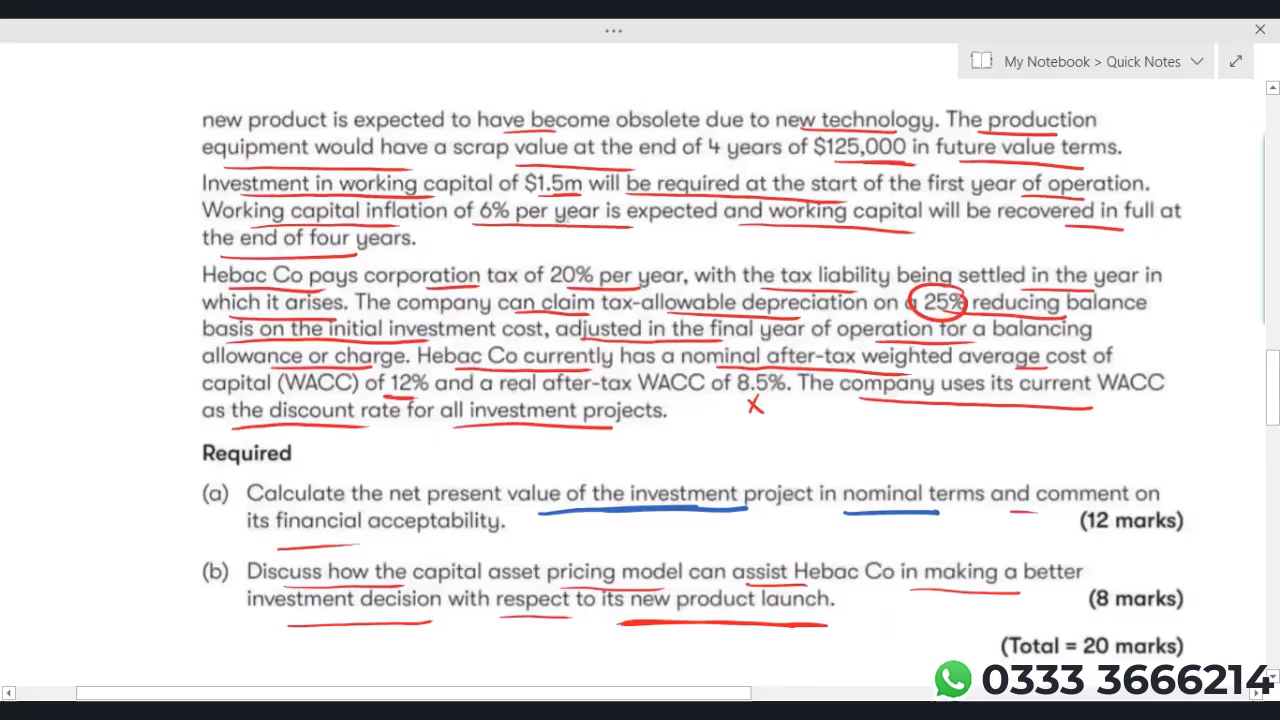 My Notebook > Quick Notes
new product is expected to have become obsolete due to new technology. The production
equipment would have a scrap value at the end of 4 years of $125,000 in future value terms.
Investment in working capital of $1.5m will be required at the start of the first year of operation.
Working capital inflation of 6% per year is expected and working capital will be recovered in full at
the end of four years.
Hebac Co pays corporation tax of 20% per year, with the tax liability being settled in the year in
which it arises. The company can claim tax-allowable depreciation on a 25% reducing balance
basis on the initial investment cost, adjusted in the final year of operation for a balancing
allowance or charge. Hebac Co currently has a nominal after-tax weighted average cost of
capital (WACC) of 12% and a real after-tax WACC of 8.5%. The company uses its current WACC
as the discount rate for all investment projects.
Required
(a) Calculate the net present value of the investment project in nominal terms and comment on
its financial acceptability. (12 marks)
(b) Discuss how the capital asset pricing model can assist Hebac Co in making a better
investment decision with respect to its new product launch. (8 marks)
(Total = 20 marks)
0333 3666214